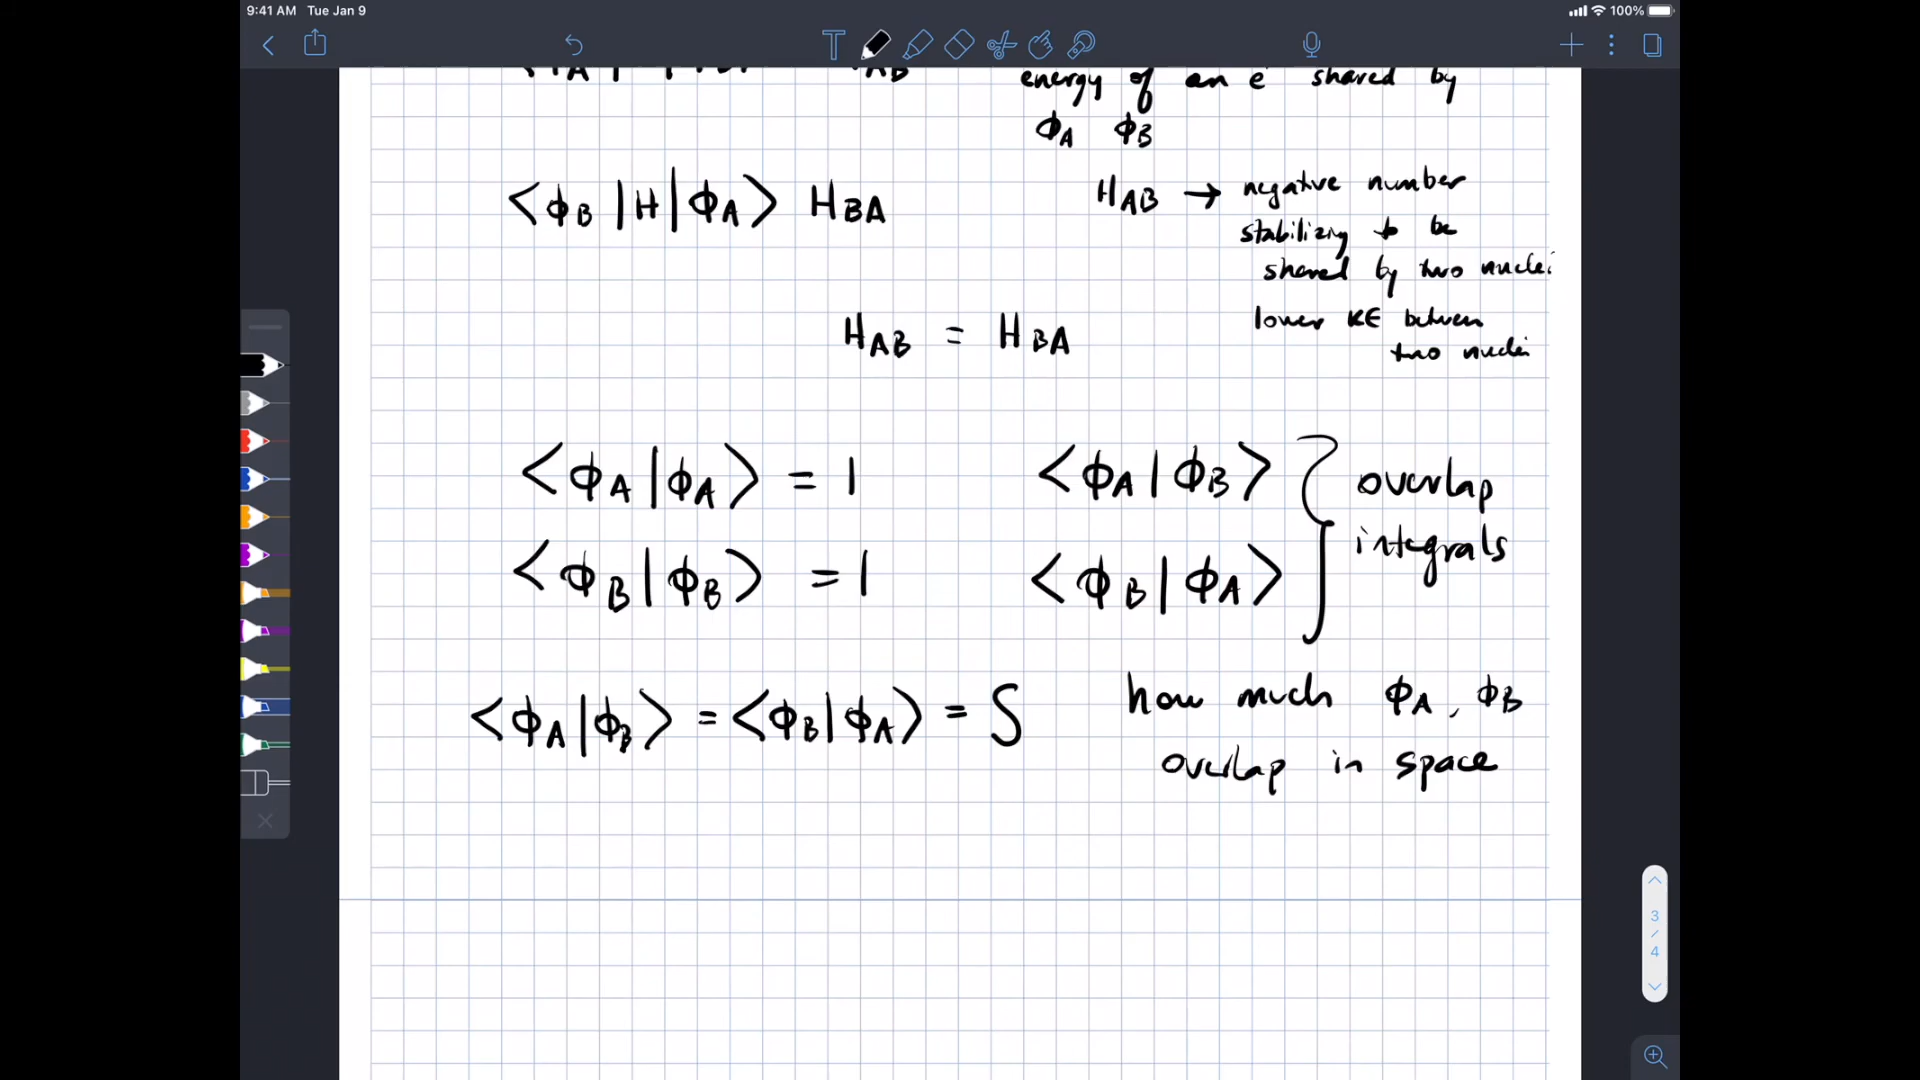 9:41 AM Tue Jan 9
100%
energy of an e⁻ shared by
ϕA ϕB
<ϕB|H|ϕA> HBA
HAB → negative number
stabilizing to be
shared by two nuclei
lower KE between
two nuclei
HAB = HBA
<ϕA|ϕA> = 1
<ϕA|ϕB>
overlap
integrals
<ϕB|ϕB> = 1
<ϕB|ϕA>
<ϕA|ϕB> = <ϕB|ϕA> = S
how much ϕA, ϕB
overlap in space
3
/
4